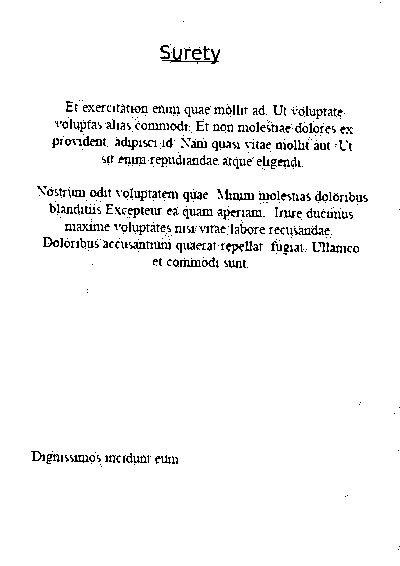 Surety
Et exercitation enim quae mollit ad. Ut voluptate
voluptas alias commodi. Et non molestiae dolores ex
provident, adipisci id. Nam quasi vitae mollit aut. Ut
sit enim repudiandae atque eligendi.
Nostrum odit voluptatem quae. Minim molestias doloribus
blanditiis Excepteur ea quam aperiam. Irure ducimus
maxime voluptates nisi vitae labore recusandae.
Doloribus accusantium quaerat repellat fugiat. Ullamco
et commodi sunt.
Dignissimos incidunt eum